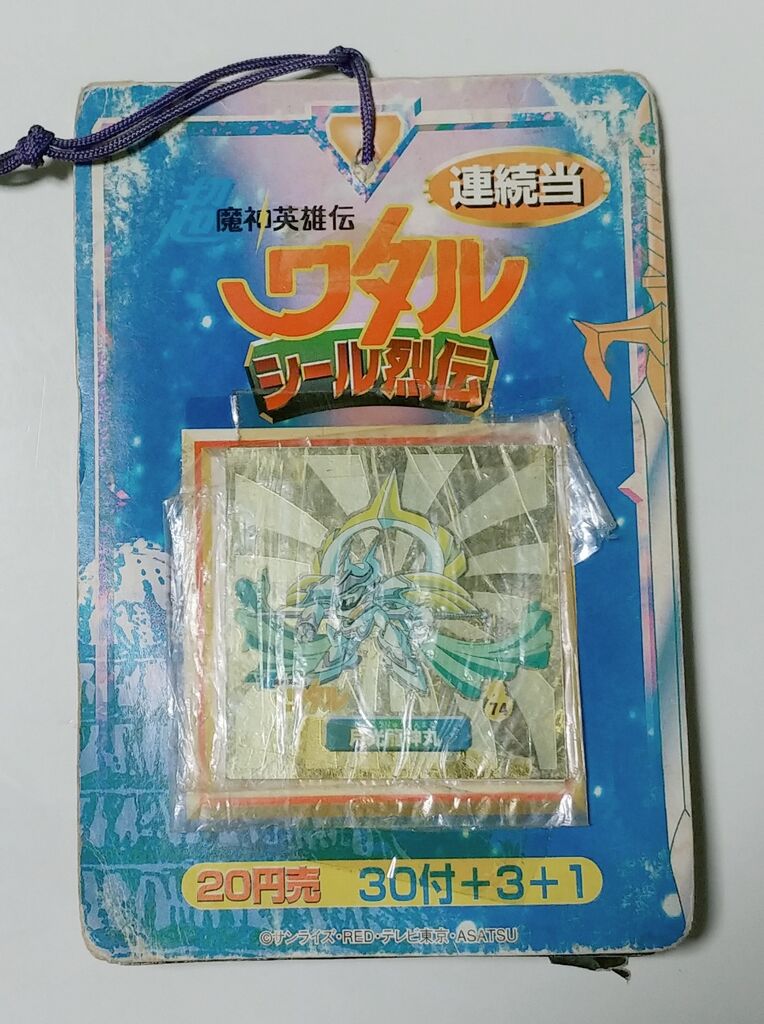 連続当
超魔神英雄伝
ワタル
シール烈伝
74
20円売 30付+3+1
©サンライズ・RED・テレビ東京・ASATSU